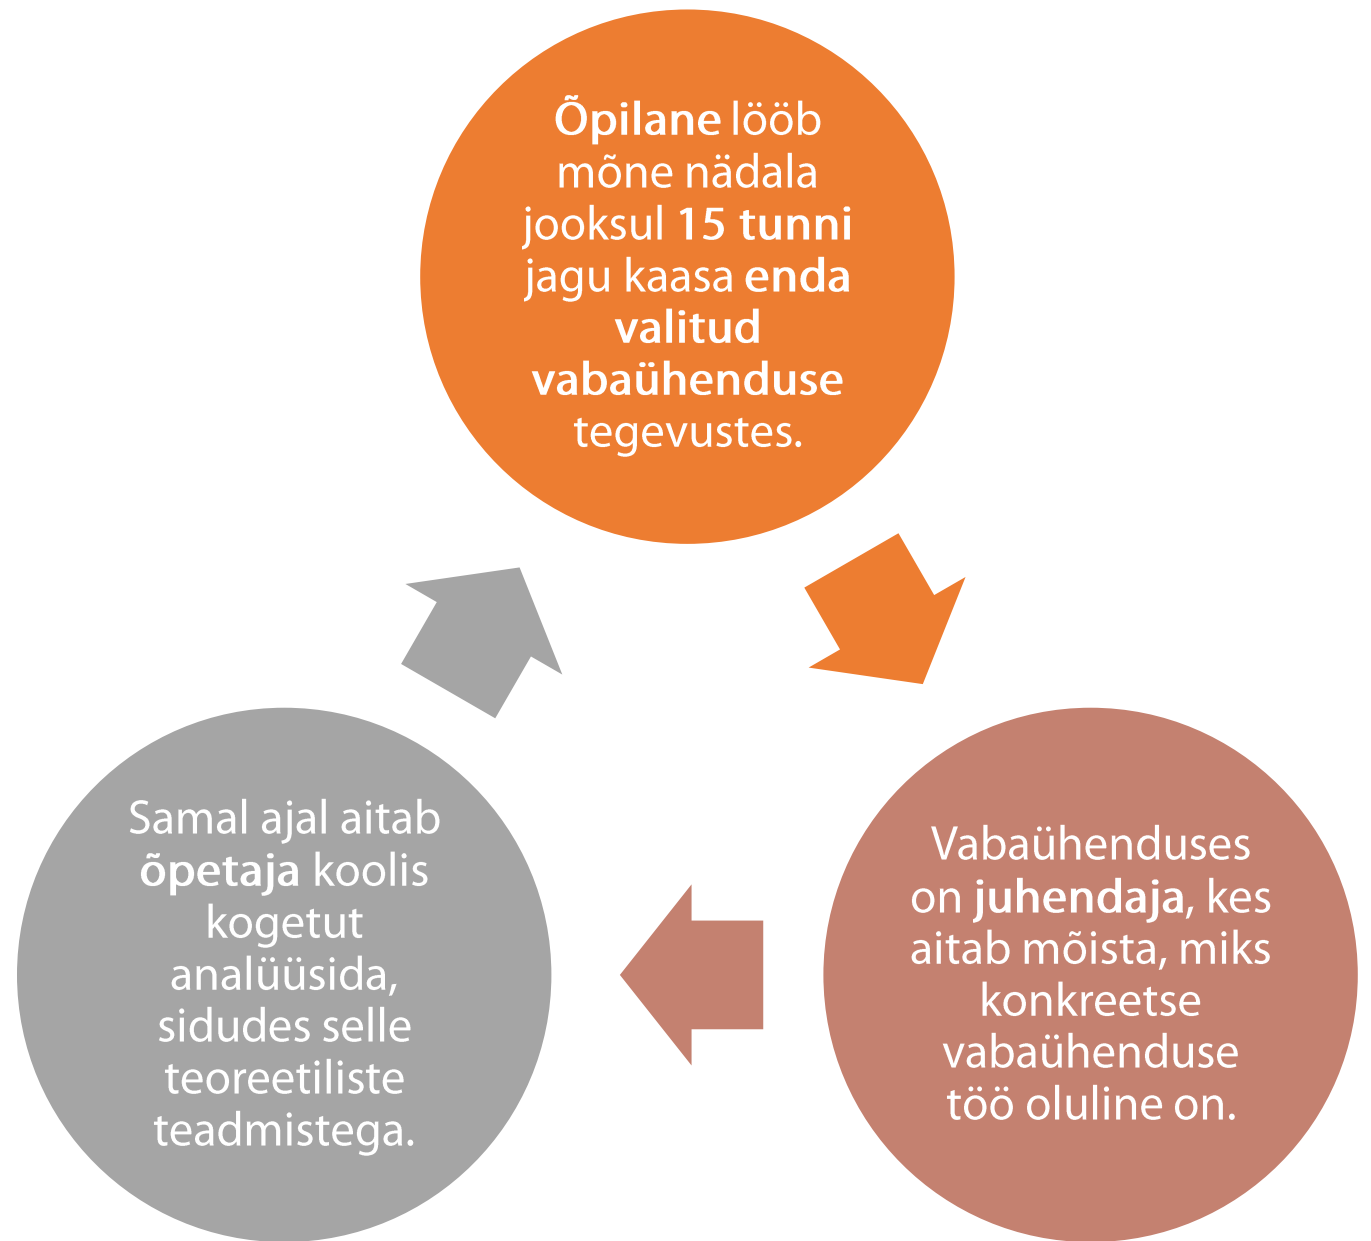 Õpilane lööb
mõne nädala
jooksul 15 tunni
jagu kaasa enda
valitud
vabaühenduse
tegevustes.
Vabaühenduses
on juhendaja, kes
aitab mõista, miks
konkreetse
vabaühenduse
töö oluline on.
Samal ajal aitab
õpetaja koolis
kogetut
analüüsida,
sidudes selle
teoreetiliste
teadmistega.